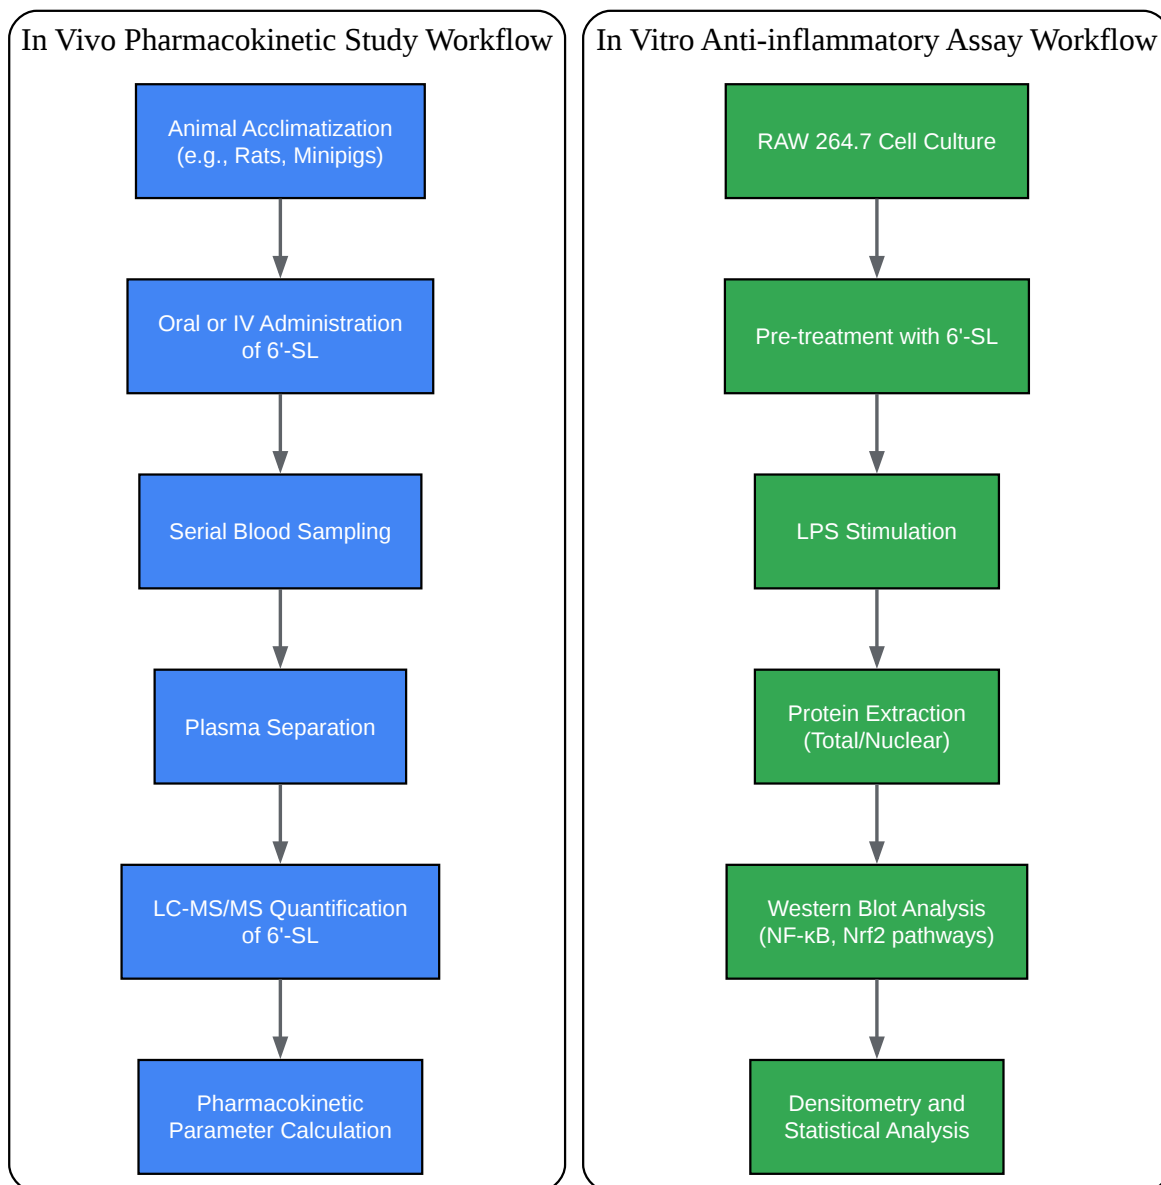 In Vivo Pharmacokinetic Study Workflow
Animal Acclimatization
(e.g., Rats, Minipigs)
Oral or IV Administration
of 6'-SL
Serial Blood Sampling
Plasma Separation
LC-MS/MS Quantification
of 6'-SL
Pharmacokinetic
Parameter Calculation
In Vitro Anti-inflammatory Assay Workflow
RAW 264.7 Cell Culture
Pre-treatment with 6'-SL
LPS Stimulation
Protein Extraction
(Total/Nuclear)
Western Blot Analysis
(NF-κB, Nrf2 pathways)
Densitometry and
Statistical Analysis